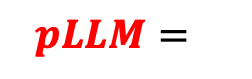 pLLM =